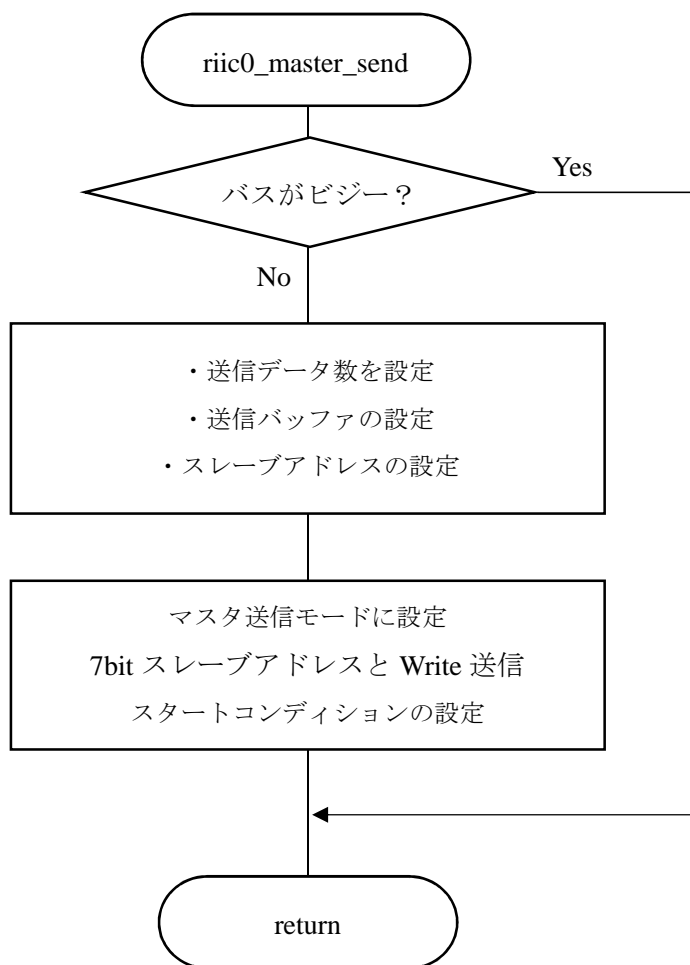 riic0_master_send
バスがビジー？
Yes
No
・送信データ数を設定
・送信バッファの設定
・スレーブアドレスの設定
マスタ送信モードに設定
7bit スレーブアドレスと Write 送信
スタートコンディションの設定
return